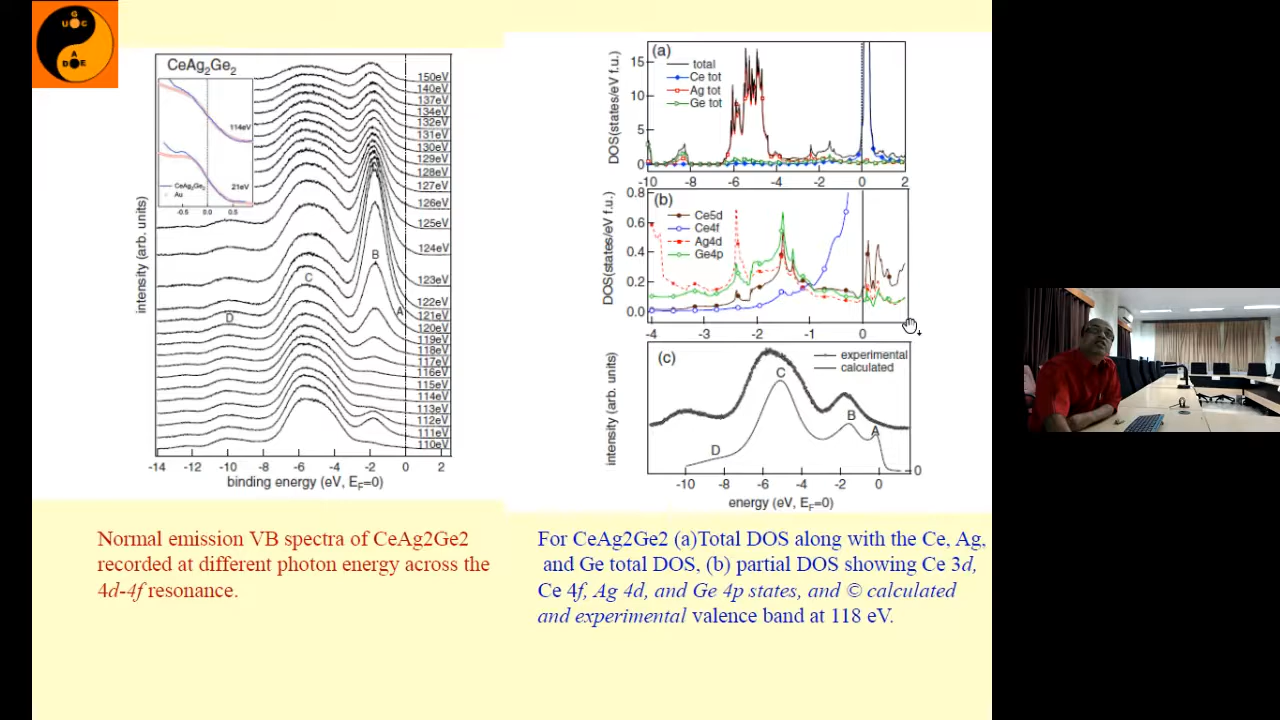 U G C
D A E
CeAg2Ge2
114eV
21eV
CeAg2Ge2
Au
-0.5 0.0 0.5
150eV
140eV
137eV
134eV
132eV
131eV
130eV
129eV
128eV
127eV
126eV
125eV
124eV
123eV
122eV
121eV
120eV
119eV
118eV
117eV
116eV
115eV
114eV
113eV
112eV
111eV
110eV
B
C
A
D
intensity (arb. units)
-14 -12 -10 -8 -6 -4 -2 0 2
binding energy (eV, EF=0)
(a)
total
Ce tot
Ag tot
Ge tot
DOS(states/eV f.u.)
15
10
5
0
-10 -8 -6 -4 -2 0 2
(b)
Ce5d
Ce4f
Ag4d
Ge4p
DOS(states/eV f.u.)
0.8
0.6
0.4
0.2
0.0
-4 -3 -2 -1 0
(c)
experimental
calculated
C
B
A
D
0
intensity (arb. units)
-10 -8 -6 -4 -2 0
energy (eV, EF=0)
Normal emission VB spectra of CeAg2Ge2
recorded at different photon energy across the
4d-4f resonance.
For CeAg2Ge2 (a)Total DOS along with the Ce, Ag,
and Ge total DOS, (b) partial DOS showing Ce 3d,
Ce 4f, Ag 4d, and Ge 4p states, and © calculated
and experimental valence band at 118 eV.